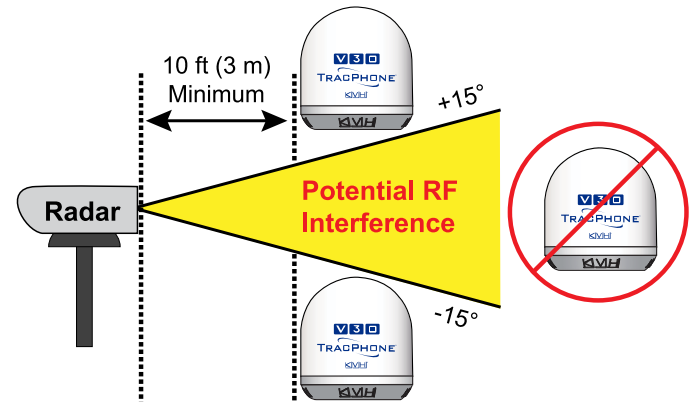 10 ft (3 m)
Minimum
V30
TRACPHONE
KVH
KVH
+15°
Radar
Potential RF
Interference
V30
TRACPHONE
KVH
KVH
V30
TRACPHONE
KVH
KVH
-15°